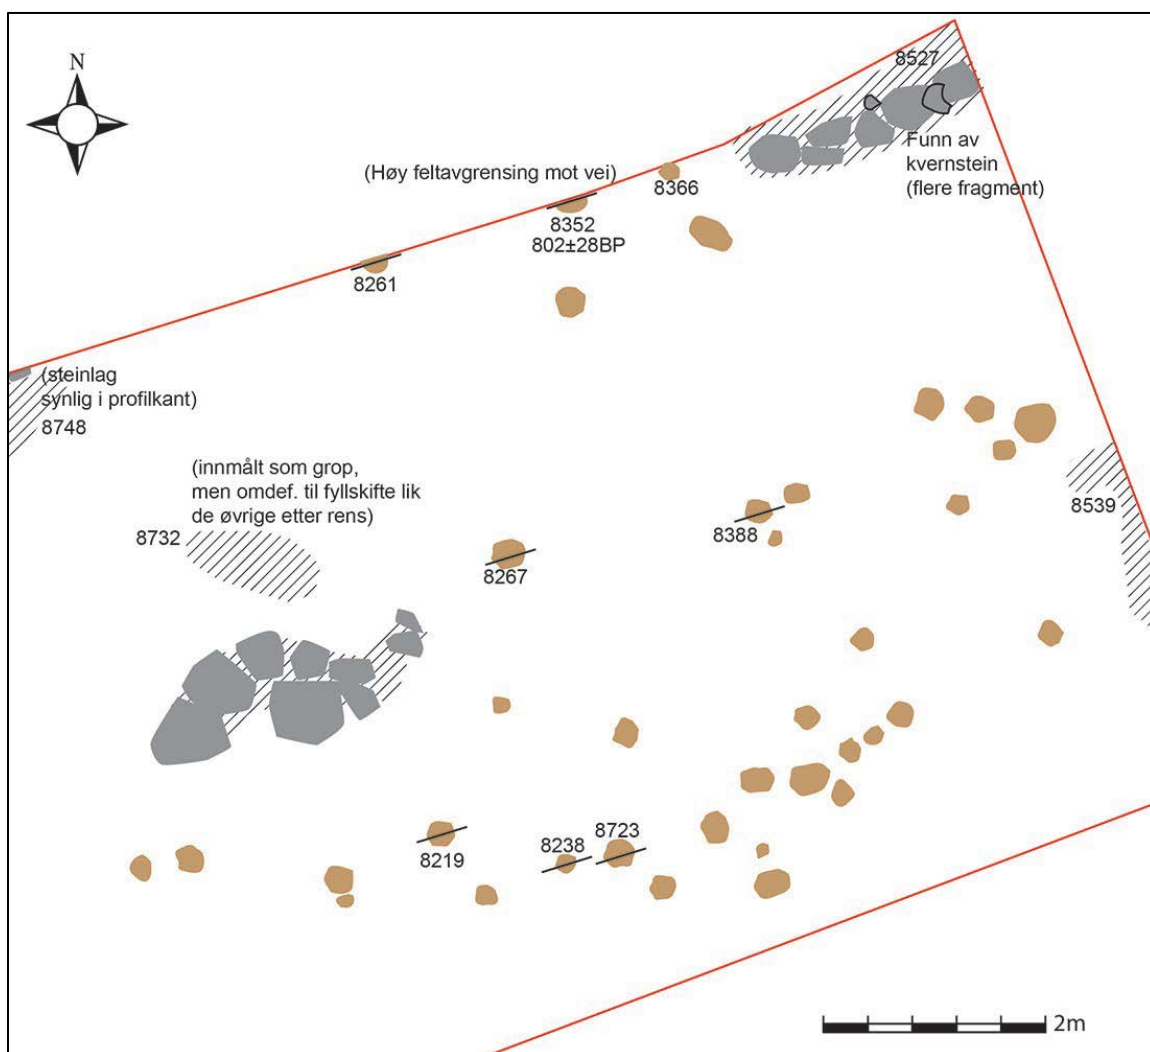 N
8527
Funn av
kvernstein
(flere fragment)
(Høy feltavgrensing mot vei)
8366
8352
802±28BP
8261
(steinlag
synlig i profilkant)
8748
(innmålt som grop,
men omdef. til fyllskifte lik
de øvrige etter rens)
8732
8539
8388
8267
8723
8238
8219
2m